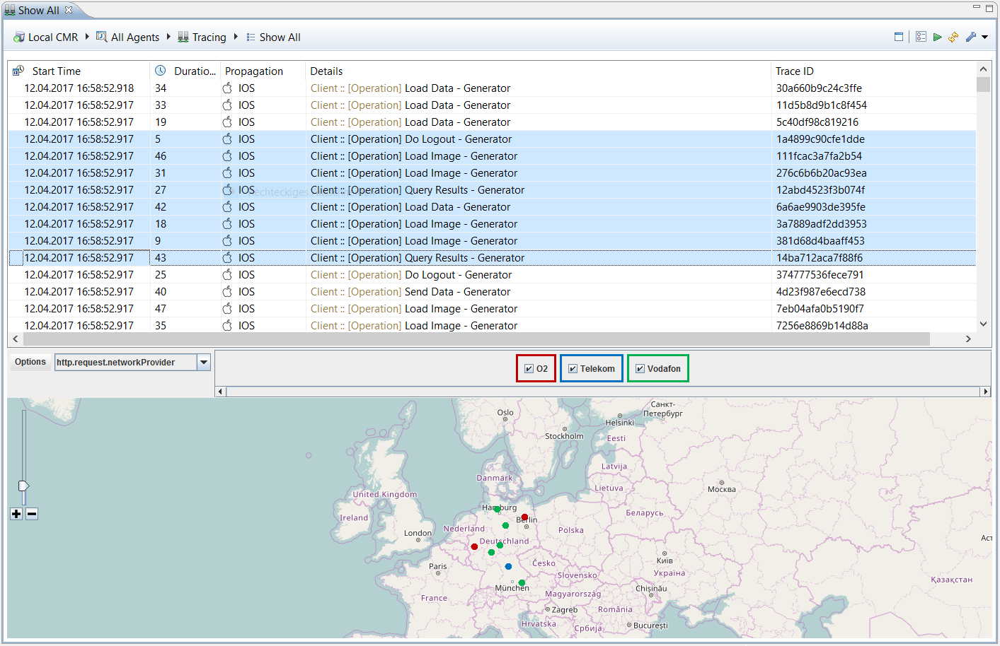 Show All
Local CMR All Agents Tracing Show All
Start Time Duratio... Propagation Details Trace ID
12.04.2017 16:58:52.918 34 IOS Client :: [Operation] Load Data - Generator 30a660b9c24c3ffe
12.04.2017 16:58:52.917 33 IOS Client :: [Operation] Load Data - Generator 11d5b8d9b1c8f454
12.04.2017 16:58:52.917 19 IOS Client :: [Operation] Load Data - Generator 5c40df98c819216
12.04.2017 16:58:52.917 5 IOS Client :: [Operation] Do Logout - Generator 1a4899c90cfe1dde
12.04.2017 16:58:52.917 46 IOS Client :: [Operation] Load Image - Generator 111fcac3a7fa2b54
12.04.2017 16:58:52.917 31 IOS Client :: [Operation] Load Image - Generator 276c6b6b20ac93ea
12.04.2017 16:58:52.917 27 IOS Client :: [Operation] Query Results - Generator 12abd4523f3b074f
12.04.2017 16:58:52.917 42 IOS Client :: [Operation] Load Data - Generator 6a6ae9903de395fe
12.04.2017 16:58:52.917 18 IOS Client :: [Operation] Load Image - Generator 3a7889adf2dd3953
12.04.2017 16:58:52.917 9 IOS Client :: [Operation] Load Image - Generator 381d68d4baaff453
12.04.2017 16:58:52.917 43 IOS Client :: [Operation] Query Results - Generator 14ba712aca7f88f6
12.04.2017 16:58:52.917 25 IOS Client :: [Operation] Do Logout - Generator 374777536fece791
12.04.2017 16:58:52.917 40 IOS Client :: [Operation] Send Data - Generator 4d23f987e6ecd738
12.04.2017 16:58:52.917 47 IOS Client :: [Operation] Load Image - Generator 7eb04afa0b5190f7
12.04.2017 16:58:52.917 35 IOS Client :: [Operation] Load Image - Generator 7256e8869b14d88a
Options http.request.networkProvider O2 Telekom Vodafon
Санкт-
Петербург
Oslo
Helsinki
Stockholm
Eesti
Latvija
Danmark
Lietuva
Москва
United Kingdom
Hamburg
Беларусь
Ireland
Berlin
Nederland
Polska
London
Deutschland
Аст
Київ
Česko
Paris
Україна
Slovensko
Қазақстан
München
Chișinău
Magyarország
France
Zagreb
România
Hrvatska
Србија
București